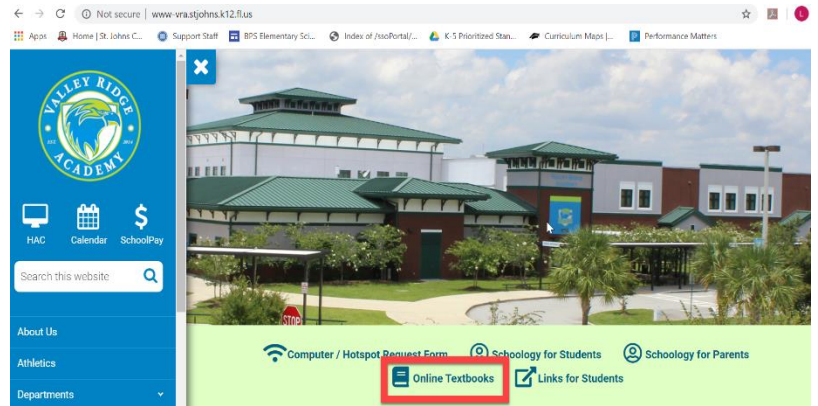 Not secure | www-vra.stjohns.k12.fl.us
Apps Home | St. Johns C... Support Staff BPS Elementary Sci... Index of /ssoPortal/... K-5 Prioritized Stan... Curriculum Maps |... Performance Matters
VALLEY RIDGE
ACADEMY
HAC Calendar SchoolPay
Search this website
About Us
Athletics
Departments
STOP
Computer / Hotspot Request Form Schoology for Students Schoology for Parents
Online Textbooks Links for Students